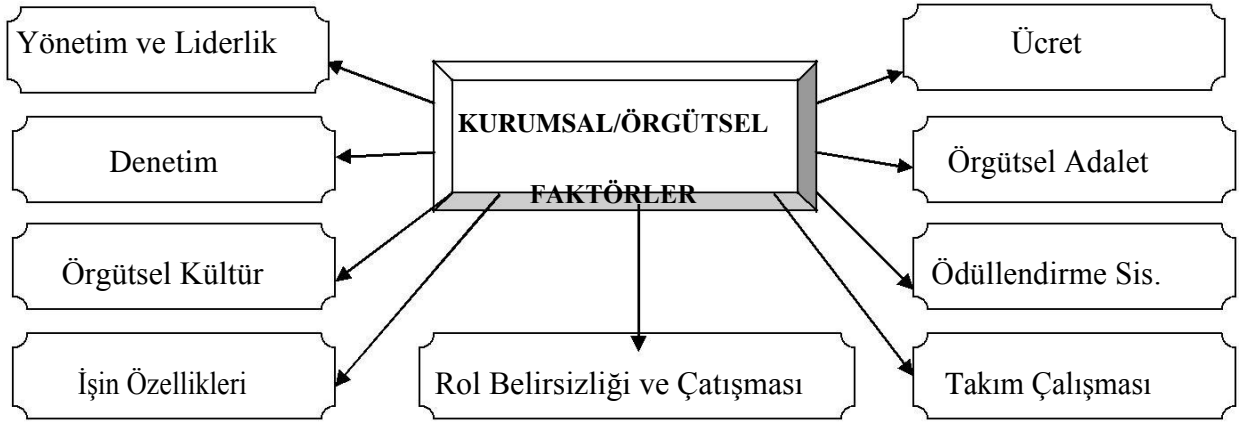 Yönetim ve Liderlik
Ücret
KURUMSAL/ÖRGÜTSEL
FAKTÖRLER
Denetim
Örgütsel Adalet
Örgütsel Kültür
Ödüllendirme Sis.
İşin Özellikleri
Rol Belirsizliği ve Çatışması
Takım Çalışması